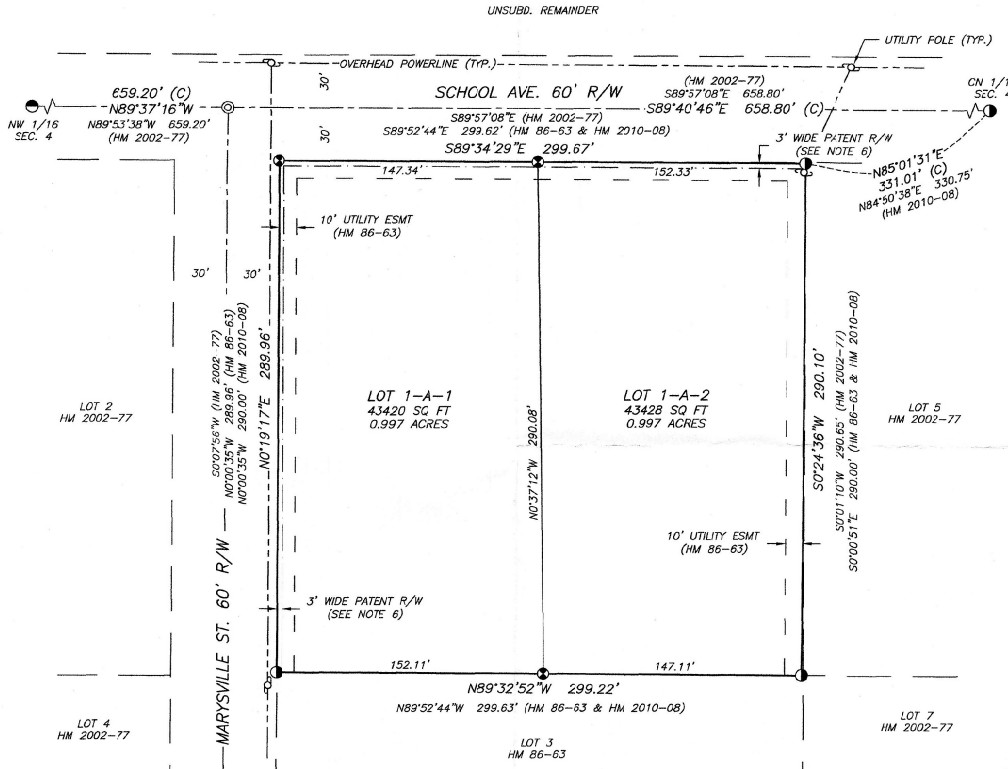 UNSUBD. REMAINDER
UTILITY POLE (TYP.)
OVERHEAD POWERLINE (TYP.)
30'
659.20' (C)
N89°37'16"W
N89°53'38"W 659.20'
(HM 2002-77)
NW 1/16
SEC. 4
SCHOOL AVE. 60' R/W
(HM 2002-77)
S89°57'08"E 658.80'
S89°40'46"E 658.80' (C)
CN 1/1
SEC. 4
30'
S89°57'08"E (HM 2002-77)
S89°52'44"E 299.62' (HM 86-63 & HM 2010-08)
S89°34'29"E 299.67'
3' WIDE PATENT R/W
(SEE NOTE 6)
N85°01'31"E
331.01' (C)
N84°50'38"E 330.75'
(HM 2010-08)
147.34'
152.33'
10' UTILITY ESMT
(HM 86-63)
30'
30'
S0°07'56"W (HM 2002-77)
N0°00'35"W 289.96' (HM 86-63)
N0°00'35"W 290.00' (HM 2010-08)
N0°19'17"E 289.96'
LOT 1-A-1
43420 SQ FT
0.997 ACRES
N0°37'12"W 290.08'
LOT 1-A-2
43428 SQ FT
0.997 ACRES
S0°24'36"W 290.10'
S0°01'10"W 290.65' (HM 2002-77)
S0°00'51"E 290.00' (HM 86-63 & HM 2010-08)
LOT 2
HM 2002-77
LOT 5
HM 2002-77
10' UTILITY ESMT
(HM 86-63)
3' WIDE PATENT R/W
(SEE NOTE 6)
MARYSVILLE ST. 60' R/W
152.11'
147.11'
N89°32'52"W 299.22'
N89°52'44"W 299.63' (HM 86-63 & HM 2010-08)
LOT 4
HM 2002-77
LOT 3
HM 86-63
LOT 7
HM 2002-77